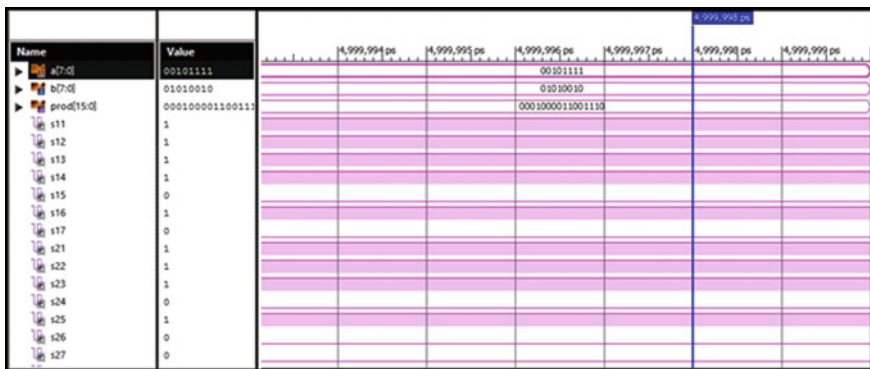 4,999,998 ps
Name Value
4,999,994 ps 4,999,995 ps 4,999,996 ps 4,999,997 ps 4,999,998 ps 4,999,999 ps
a[7:0] 00101111 00101111
b[7:0] 01010010 01010010
prod[15:0] 000100001100111 0001000011001110
s11 1
s12 1
s13 1
s14 1
s15 0
s16 1
s17 0
s21 1
s22 1
s23 1
s24 0
s25 1
s26 0
s27 0